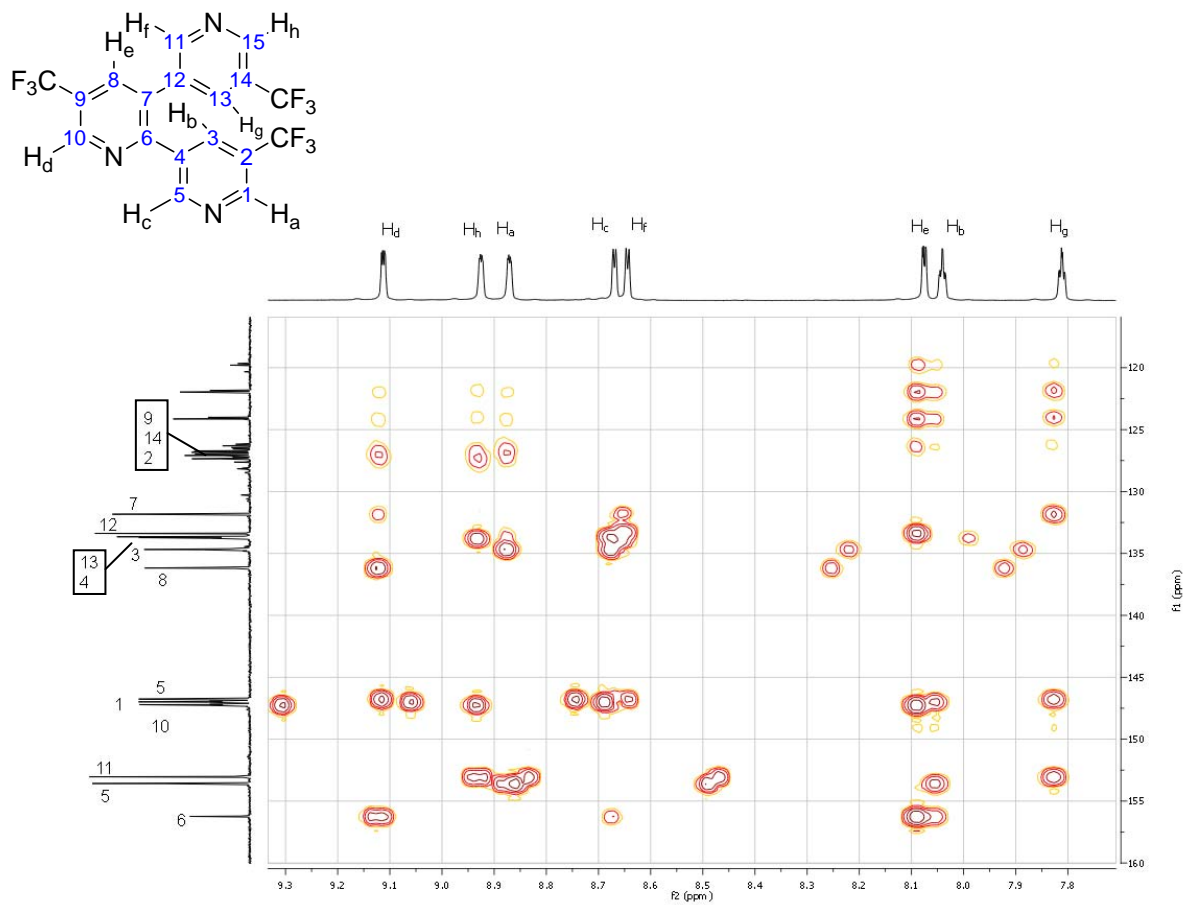 Hf N Hh
He 11 15
F3C 8 12 14
9 7 13 CF3
Hb Hg
10 6 3 CF3
Hd N 4 2
5 1
Hc N Ha
Hd Hh Ha Hc Hf He Hb Hg
120
9
14
2
125
130
7
12
13
4
3
135
8
140
5
1
145
10
150
11
5
155
6
160
f1 (ppm)
9.3 9.2 9.1 9.0 8.9 8.8 8.7 8.6 8.5 8.4 8.3 8.2 8.1 8.0 7.9 7.8
f2 (ppm)